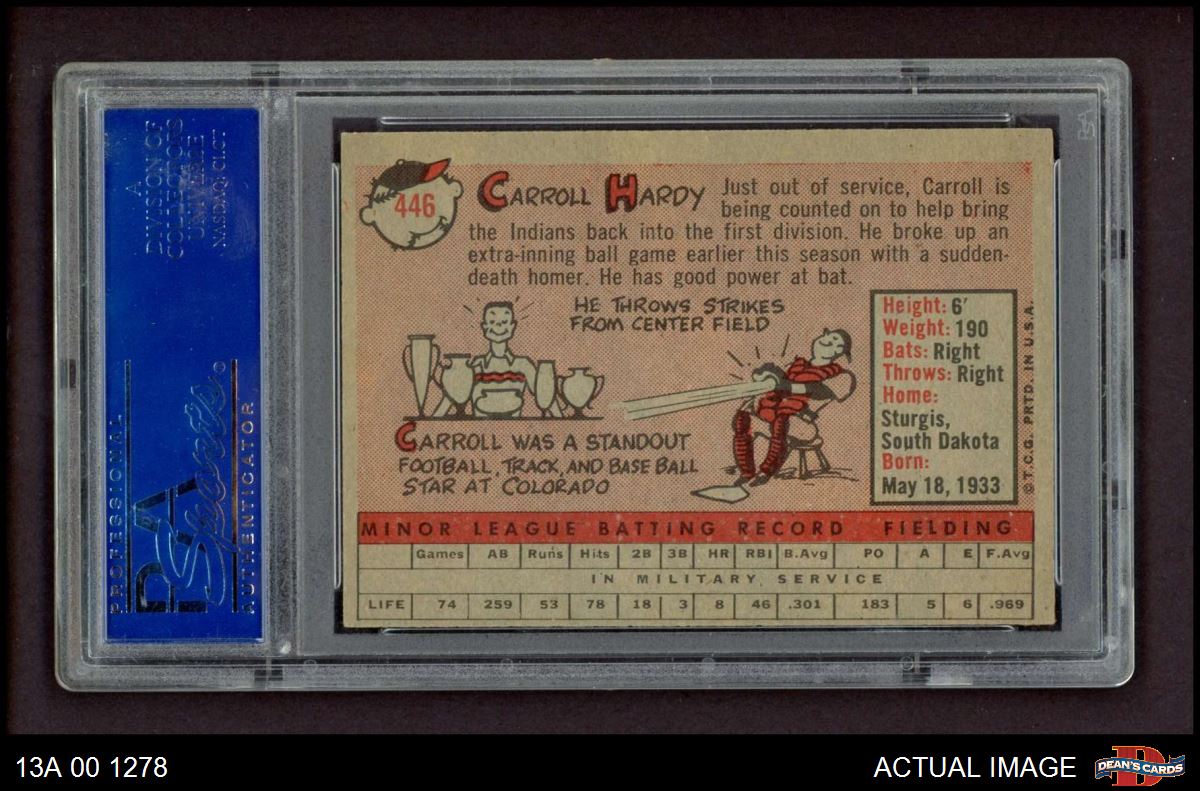 A
DIVISION OF
COLLECTORS
UNIVERSE
NASDAQ: CLCT
PROFESSIONAL
PSA
Sports
AUTHENTICATOR
446
CARROLL HARDY
Just out of service, Carroll is
being counted on to help bring
the Indians back into the first division. He broke up an
extra-inning ball game earlier this season with a sudden-
death homer. He has good power at bat.
HE THROWS STRIKES
FROM CENTER FIELD
CARROLL WAS A STANDOUT
FOOTBALL, TRACK, AND BASEBALL
STAR AT COLORADO
Height: 6'
Weight: 190
Bats: Right
Throws: Right
Home:
Sturgis,
South Dakota
Born:
May 18, 1933
© T.C.G. PRTD. IN U.S.A.
MINOR LEAGUE BATTING RECORD FIELDING
Games AB Runs Hits 2B 3B HR RBI B.Avg PO A E F.Avg
IN MILITARY SERVICE
LIFE 74 259 53 78 18 3 8 46 .301 183 5 6 .969
PSA
13A 00 1278
ACTUAL IMAGE
DEAN'S CARDS